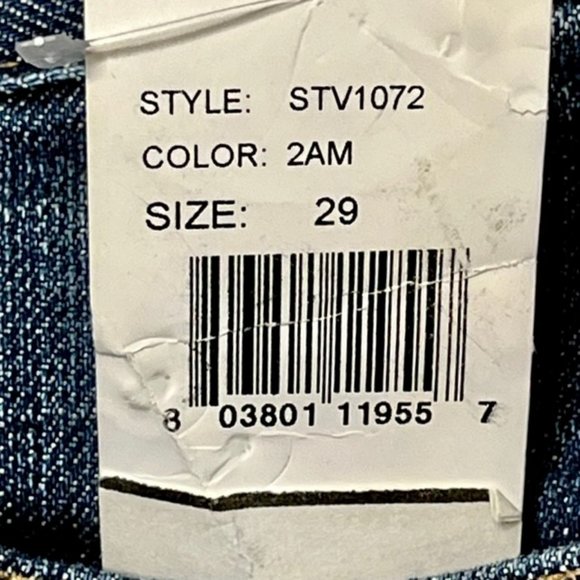 STYLE: STV1072
COLOR: 2AM
SIZE: 29
8 03801 11955 7